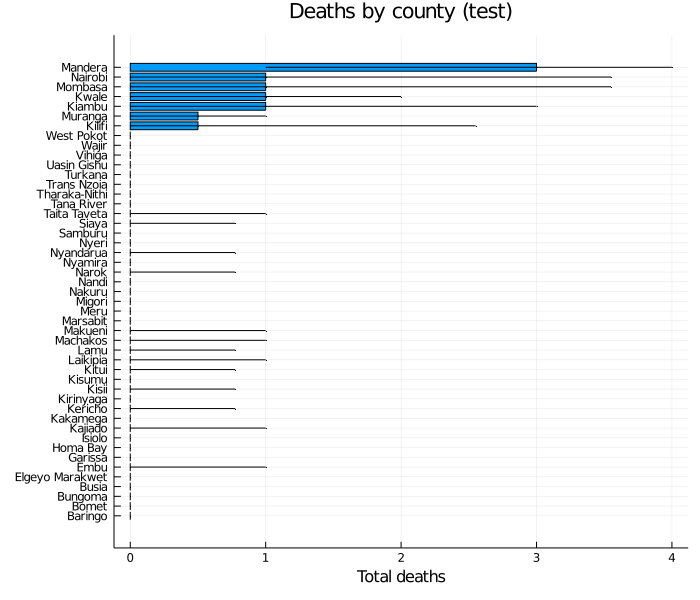 Deaths by county (test)
Mandera
Nairobi
Mombasa
Kwale
Kiambu
Muranga
Kilifi
West Pokot
Wajir
Vihiga
Uasin Gishu
Turkana
Trans Nzoia
Tharaka-Nithi
Tana River
Taita Taveta
Siaya
Samburu
Nyeri
Nyandarua
Nyamira
Narok
Nandi
Nakuru
Migori
Meru
Marsabit
Makueni
Machakos
Lamu
Laikipia
Kitui
Kisumu
Kisii
Kirinyaga
Kericho
Kakamega
Kajiado
Isiolo
Homa Bay
Garissa
Embu
Elgeyo Marakwet
Busia
Bungoma
Bomet
Baringo
0 1 2 3 4
Total deaths